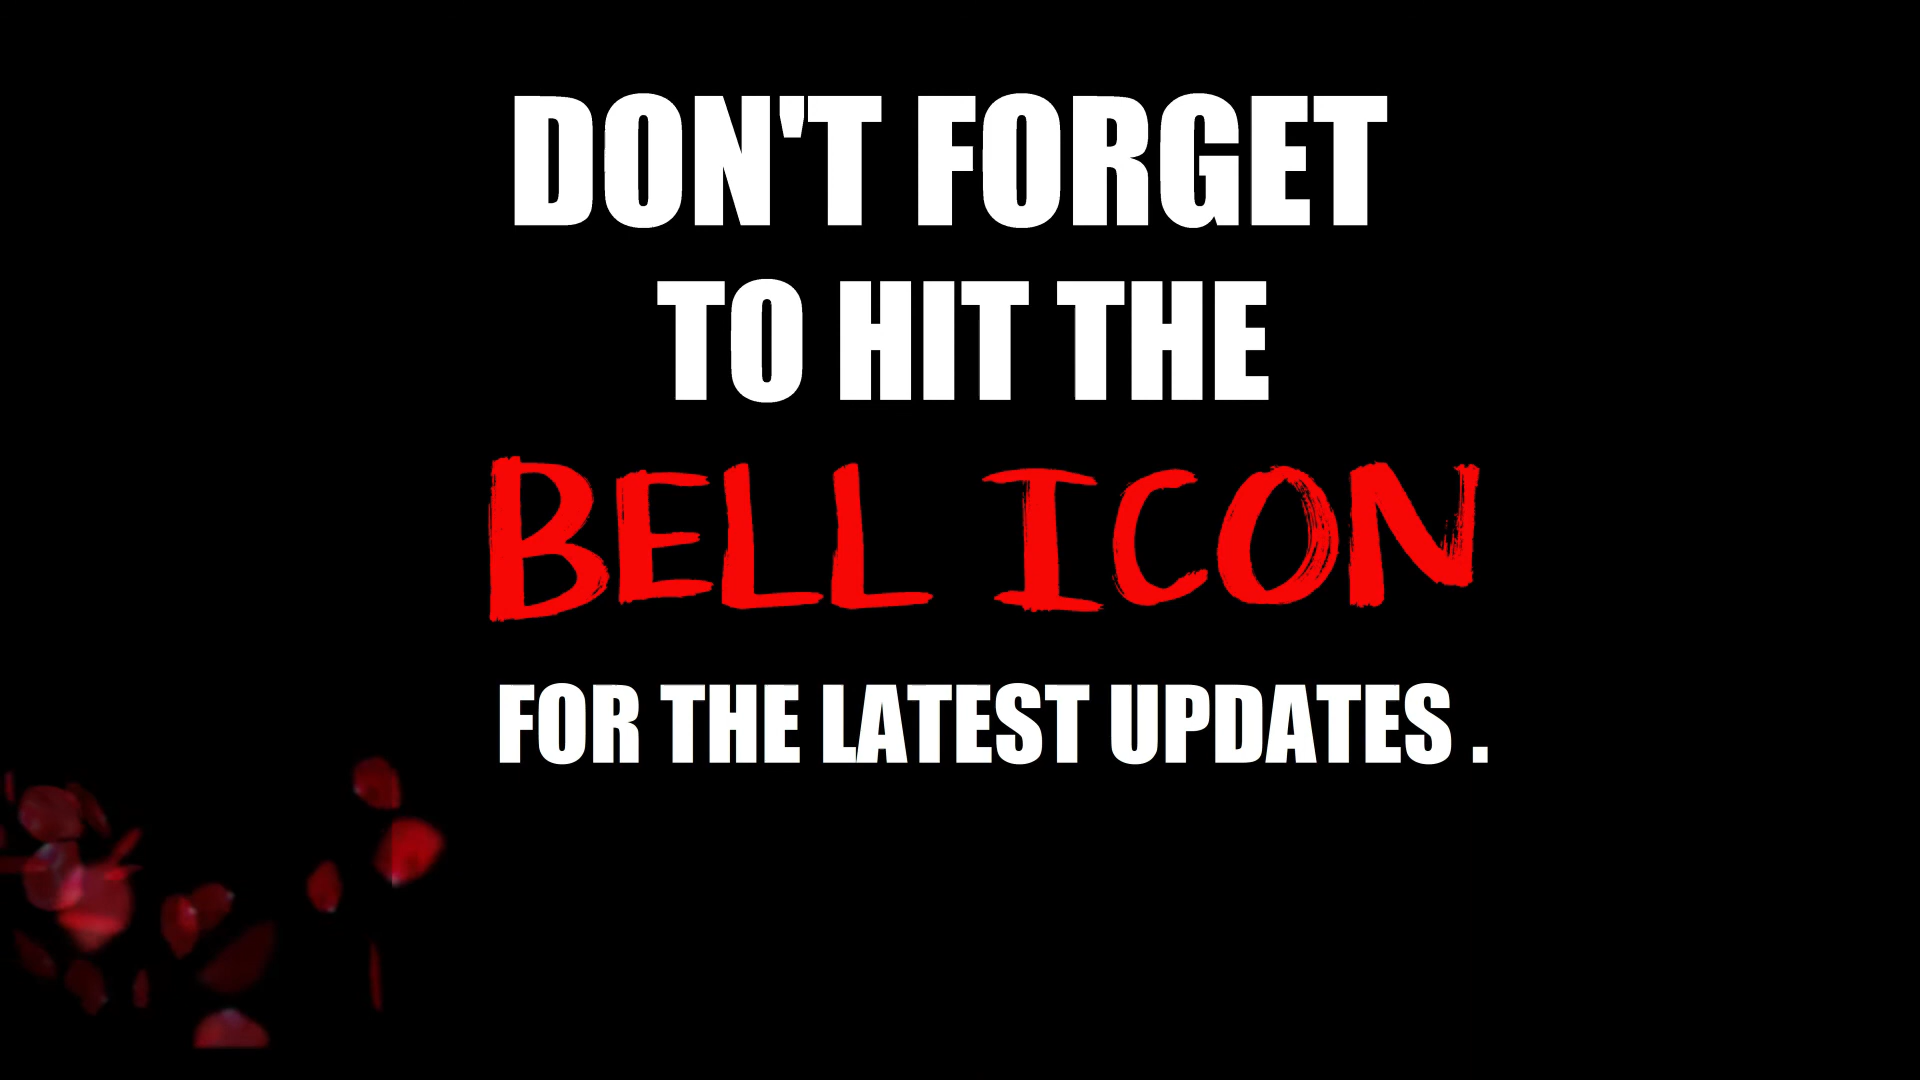 DON'T FORGET
TO HIT THE
BELL ICON
FOR THE LATEST UPDATES .